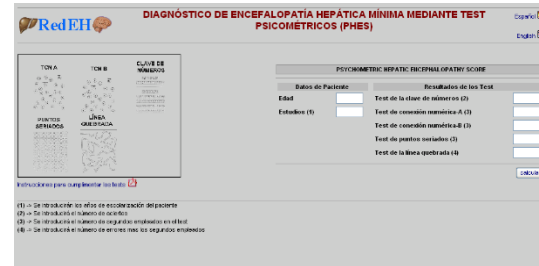 RedEH
DIAGNÓSTICO DE ENCEFALOPATÍA HEPÁTICA MÍNIMA MEDIANTE TEST
PSICOMÉTRICOS (PHES)
Español
English
TCN A
TCN B
CLAVE DE
NÚMEROS
PUNTOS
SERIADOS
LÍNEA
QUEBRADA
Instrucciones para cumplimentar los tests
PSYCHOMETRIC HEPATIC ENCEPHALOPATHY SCORE
Datos de Paciente
Resultados de los Test
Edad
Test de la clave de números (2)
Estudios (1)
Test de conexión numérica-A (3)
Test de conexión numérica-B (3)
Test de puntos seriados (3)
Test de la línea quebrada (4)
calcula
(1) -> Se introducirán los años de escolarización del paciente
(2) -> Se introducirá el número de aciertos
(3) -> Se introducirá el número de segundos empleados en el test
(4) -> Se introducirá el número de errores mas los segundos empleados